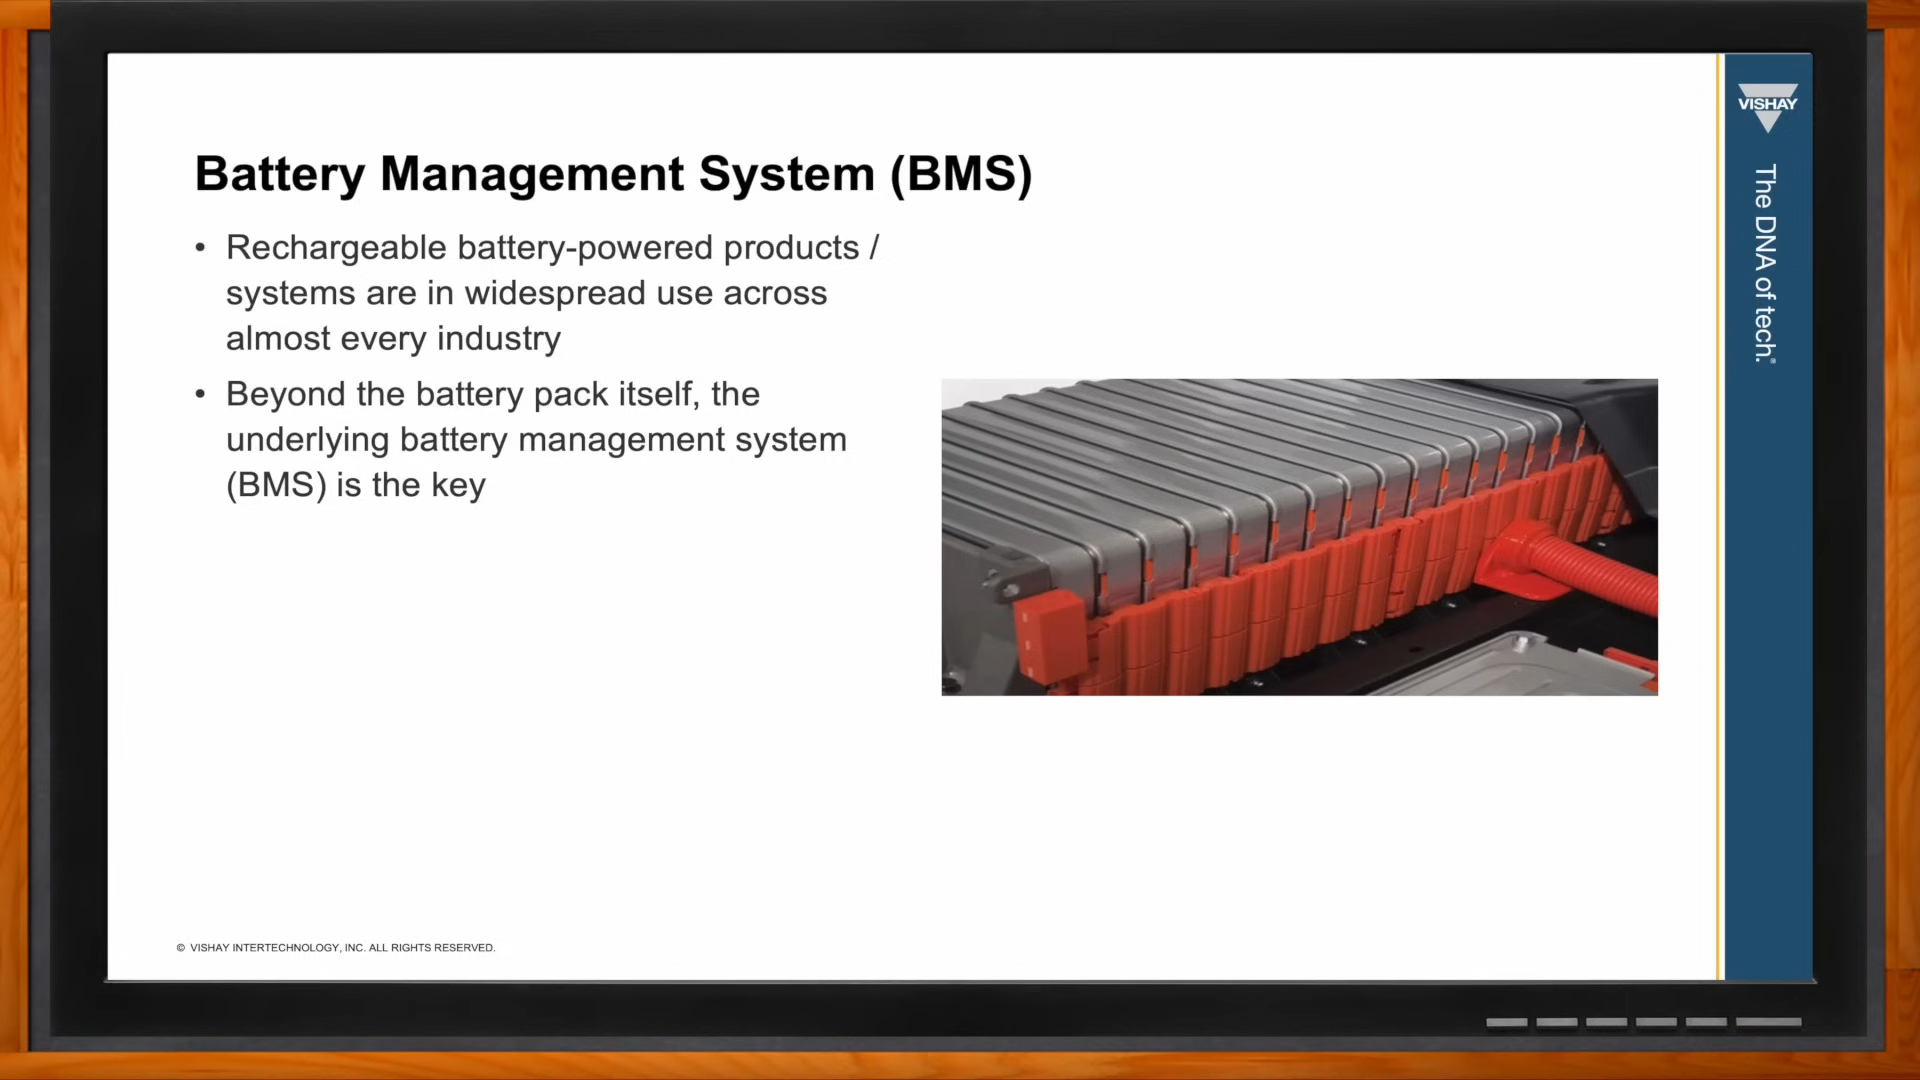 Battery Management System (BMS)
• Rechargeable battery-powered products /
systems are in widespread use across
almost every industry
• Beyond the battery pack itself, the
underlying battery management system
(BMS) is the key
© VISHAY INTERTECHNOLOGY, INC. ALL RIGHTS RESERVED.
VISHAY
The DNA of tech.®